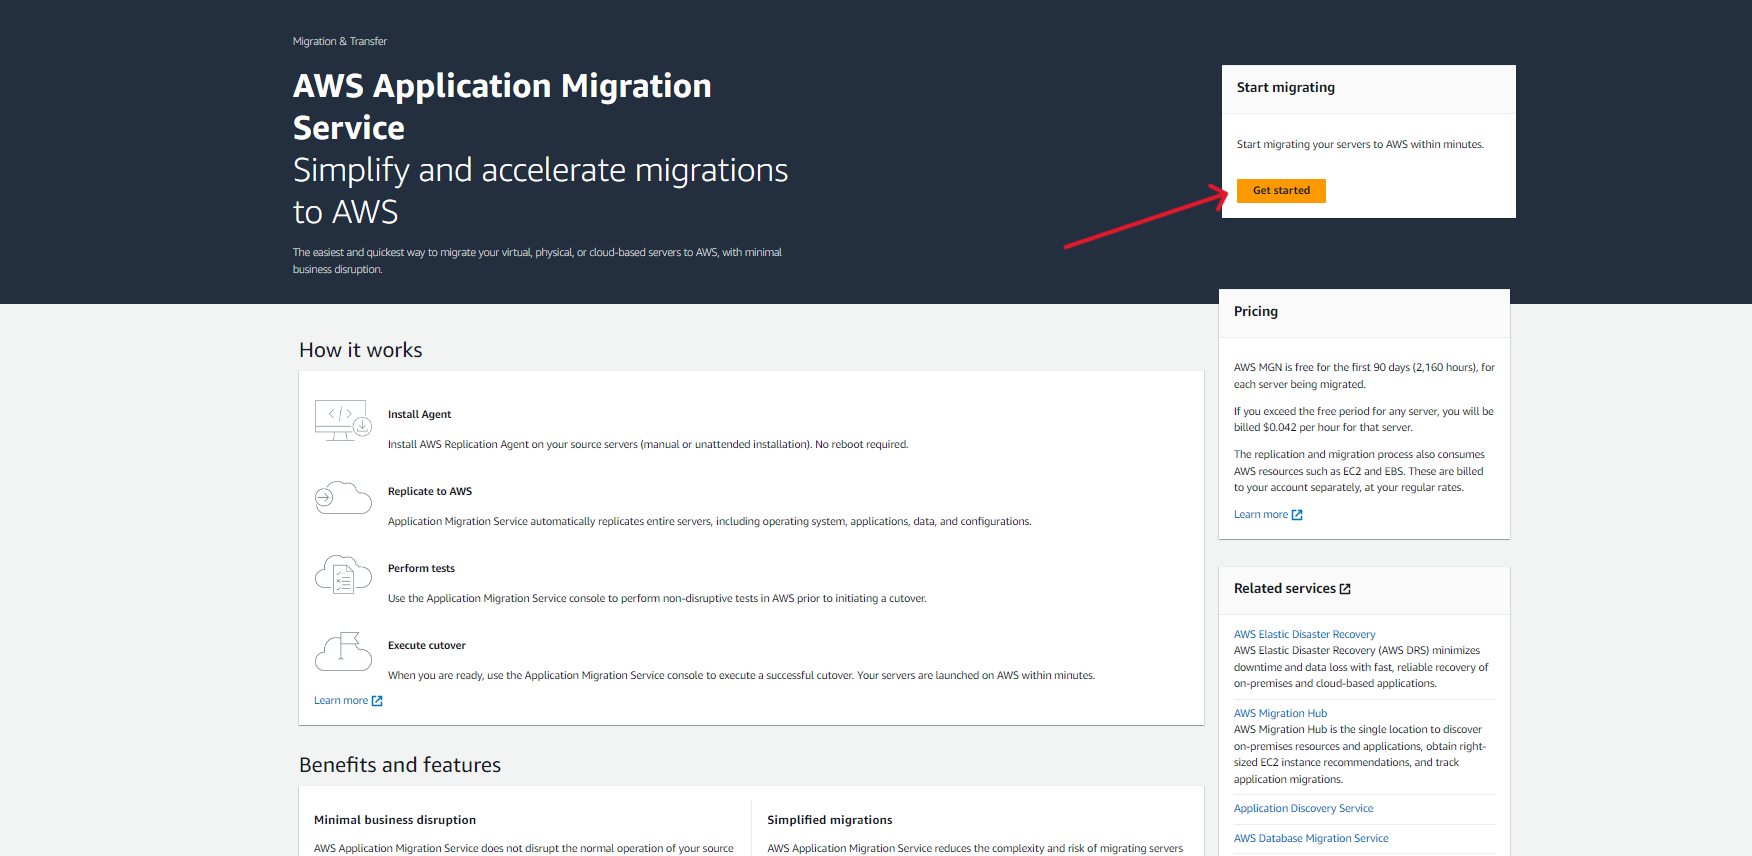 Migration & Transfer
AWS Application Migration
Service
Simplify and accelerate migrations
to AWS
The easiest and quickest way to migrate your virtual, physical, or cloud-based servers to AWS, with minimal
business disruption.
Start migrating
Start migrating your servers to AWS within minutes.
Get started
How it works
Install Agent
Install AWS Replication Agent on your source servers (manual or unattended installation). No reboot required.
Replicate to AWS
Application Migration Service automatically replicates entire servers, including operating system, applications, data, and configurations.
Perform tests
Use the Application Migration Service console to perform non-disruptive tests in AWS prior to initiating a cutover.
Execute cutover
When you are ready, use the Application Migration Service console to execute a successful cutover. Your servers are launched on AWS within minutes.
Learn more
Benefits and features
Minimal business disruption
AWS Application Migration Service does not disrupt the normal operation of your source
Simplified migrations
AWS Application Migration Service reduces the complexity and risk of migrating servers
Pricing
AWS MGN is free for the first 90 days (2,160 hours), for
each server being migrated.
If you exceed the free period for any server, you will be
billed $0.042 per hour for that server.
The replication and migration process also consumes
AWS resources such as EC2 and EBS. These are billed
to your account separately, at your regular rates.
Learn more
Related services
AWS Elastic Disaster Recovery
AWS Elastic Disaster Recovery (AWS DRS) minimizes
downtime and data loss with fast, reliable recovery of
on-premises and cloud-based applications.
AWS Migration Hub
AWS Migration Hub is the single location to discover
on-premises resources and applications, obtain right-
sized EC2 instance recommendations, and track
application migrations.
Application Discovery Service
AWS Database Migration Service